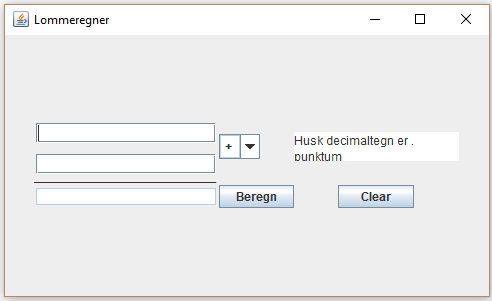 Lommeregner
+
Husk decimaltegn er .
punktum
Beregn
Clear